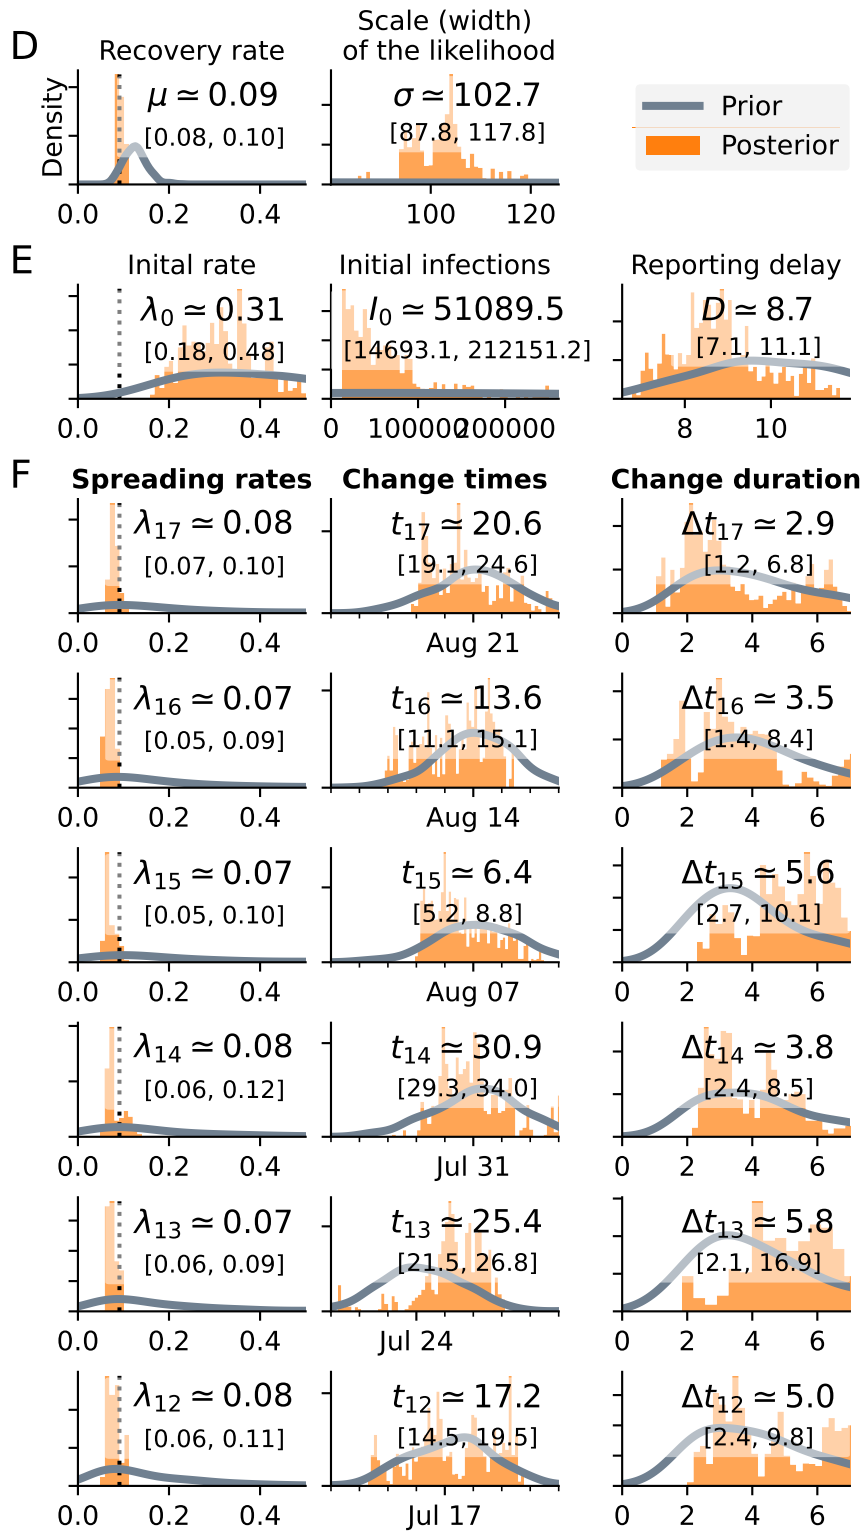 D
Recovery rate
Scale (width)
of the likelihood
Density
μ ≃ 0.09
[0.08, 0.10]
σ ≃ 102.7
[87.8, 117.8]
Prior
Posterior
0.0 0.2 0.4
100 120
E
Inital rate
Initial infections
Reporting delay
λ0 ≃ 0.31
[0.18, 0.48]
I0 ≃ 51089.5
[14693.1, 212151.2]
D ≃ 8.7
[7.1, 11.1]
0.0 0.2 0.4
0 100000 200000
8 10
F
Spreading rates
Change times
Change duration
λ17 ≃ 0.08
[0.07, 0.10]
t17 ≃ 20.6
[19.1, 24.6]
Δt17 ≃ 2.9
[1.2, 6.8]
0.0 0.2 0.4
Aug 21
0 2 4 6
λ16 ≃ 0.07
[0.05, 0.09]
t16 ≃ 13.6
[11.1, 15.1]
Δt16 ≃ 3.5
[1.4, 8.4]
0.0 0.2 0.4
Aug 14
0 2 4 6
λ15 ≃ 0.07
[0.05, 0.10]
t15 ≃ 6.4
[5.2, 8.8]
Δt15 ≃ 5.6
[2.7, 10.1]
0.0 0.2 0.4
Aug 07
0 2 4 6
λ14 ≃ 0.08
[0.06, 0.12]
t14 ≃ 30.9
[29.3, 34.0]
Δt14 ≃ 3.8
[2.4, 8.5]
0.0 0.2 0.4
Jul 31
0 2 4 6
λ13 ≃ 0.07
[0.06, 0.09]
t13 ≃ 25.4
[21.5, 26.8]
Δt13 ≃ 5.8
[2.1, 16.9]
0.0 0.2 0.4
Jul 24
0 2 4 6
λ12 ≃ 0.08
[0.06, 0.11]
t12 ≃ 17.2
[14.5, 19.5]
Δt12 ≃ 5.0
[2.4, 9.8]
0.0 0.2 0.4
Jul 17
0 2 4 6